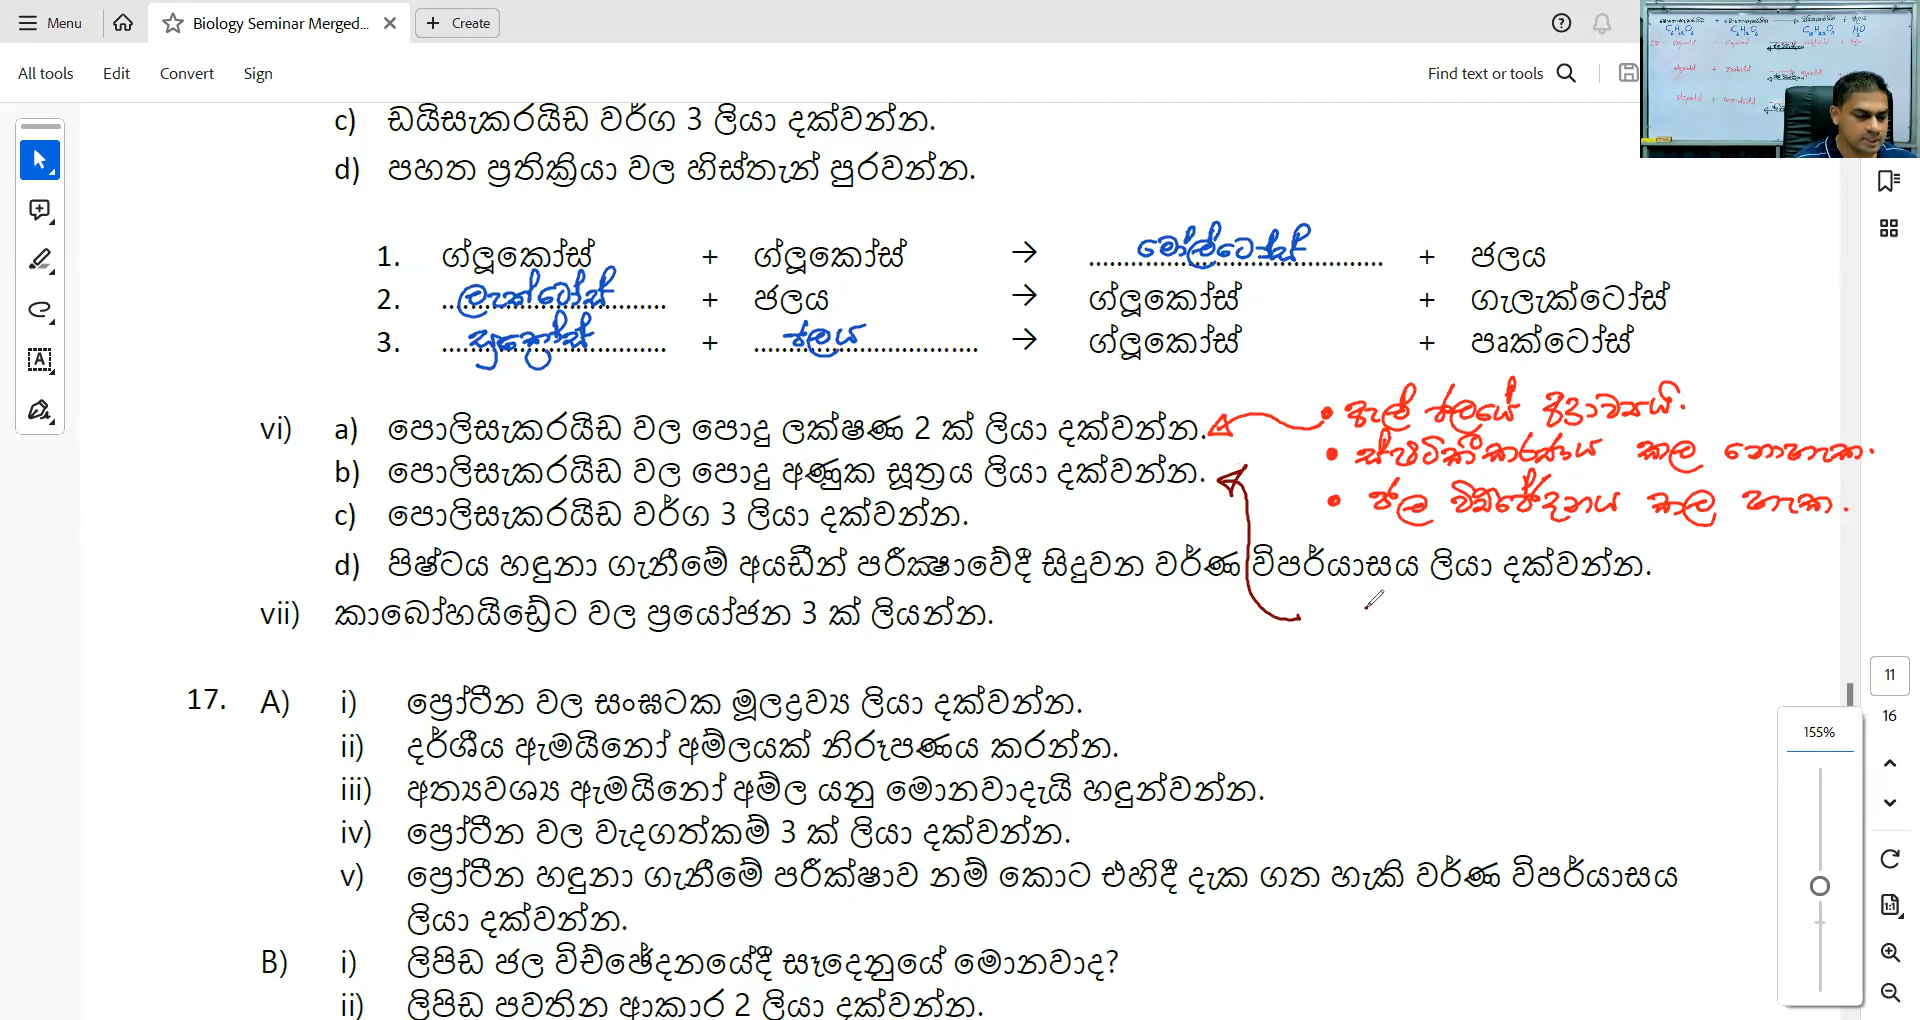 Menu
Biology Seminar Merged...
Create
All tools
Edit
Convert
Sign
Find text or tools
c) ඩයිසැකරයිඩ වර්ග 3 ලියා දක්වන්න.
d) පහත ප්‍රතික්‍රියා වල හිස්තැන් පුරවන්න.
1. ග්ලූකෝස් + ග්ලූකෝස් → මෝල්ටෝස් + ජලය
2. ලැක්ටෝස් + ජලය → ග්ලූකෝස් + ගැලැක්ටෝස්
3. සුක්‍රෝස් + ජලය → ග්ලූකෝස් + පෘක්ටෝස්
vi) a) පොලිසැකරයිඩ වල පොදු ලක්ෂණ 2 ක් ලියා දක්වන්න.
• ඇල් ජලයේ දිය නොවේ.
b) පොලිසැකරයිඩ වල පොදු අණුක සූත්‍රය ලියා දක්වන්න.
• ස්ඵටිකීකරණය කල නොහැක.
c) පොලිසැකරයිඩ වර්ග 3 ලියා දක්වන්න.
• ජල විච්ඡේදනය කල හැක.
d) පිෂ්ටය හඳුනා ගැනීමේ අයඩීන් පරීක්‍ෂාවේදී සිදුවන වර්ණ විපර්යාසය ලියා දක්වන්න.
vii) කාබෝහයිඩ්‍රේට වල ප්‍රයෝජන 3 ක් ලියන්න.
17. A) i) ප්‍රෝටීන වල සංඝටක මූලද්‍රව්‍ය ලියා දක්වන්න.
ii) දර්ශීය ඇමයිනෝ අම්ලයක් නිරූපණය කරන්න.
iii) අත්‍යවශ්‍ය ඇමයිනෝ අම්ල යනු මොනවාදැයි හඳුන්වන්න.
iv) ප්‍රෝටීන වල වැදගත්කම් 3 ක් ලියා දක්වන්න.
v) ප්‍රෝටීන හඳුනා ගැනීමේ පරීක්ෂාව නම් කොට එහිදී දැක ගත හැකි වර්ණ විපර්යාසය
ලියා දක්වන්න.
B) i) ලිපිඩ ජල විච්ඡේදනයේදී සෑදෙනුයේ මොනවාද?
ii) ලිපිඩ පවතින ආකාර 2 ලියා දක්වන්න.
11
16
155%